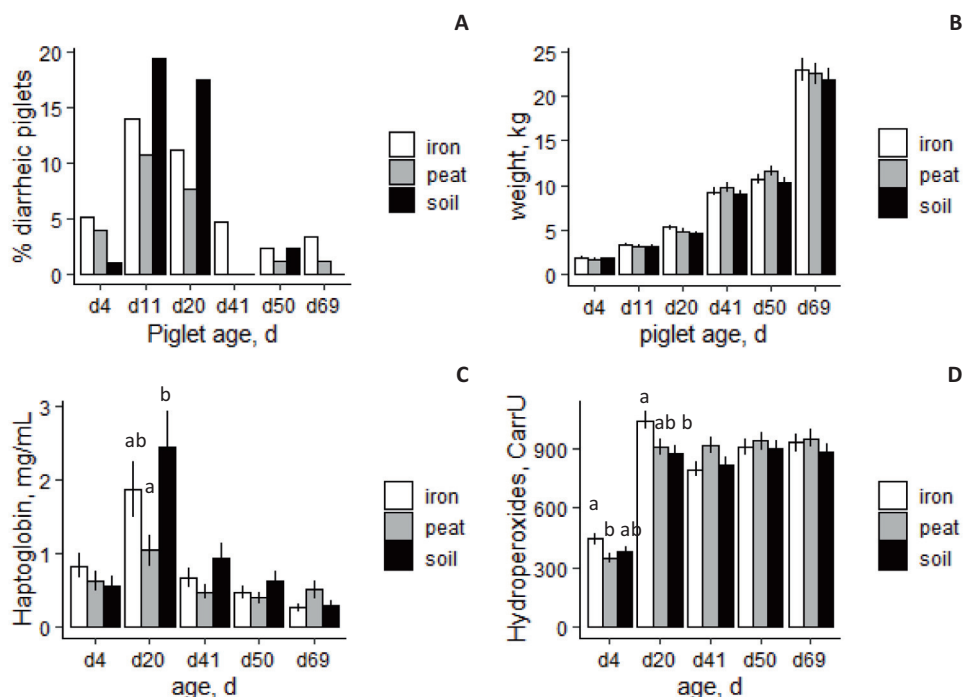 A
% diarrheic piglets
20
15
10
5
0
d4 d11 d20 d41 d50 d69
Piglet age, d
iron
peat
soil
B
weight, kg
25
20
15
10
5
0
d4 d11 d20 d41 d50 d69
piglet age, d
iron
peat
soil
C
Haptoglobin, mg/mL
3
2
1
0
ab
a
b
d4 d20 d41 d50 d69
age, d
iron
peat
soil
D
Hydroperoxides, CarrU
900
600
300
0
a
b ab
a
ab b
d4 d20 d41 d50 d69
age, d
iron
peat
soil